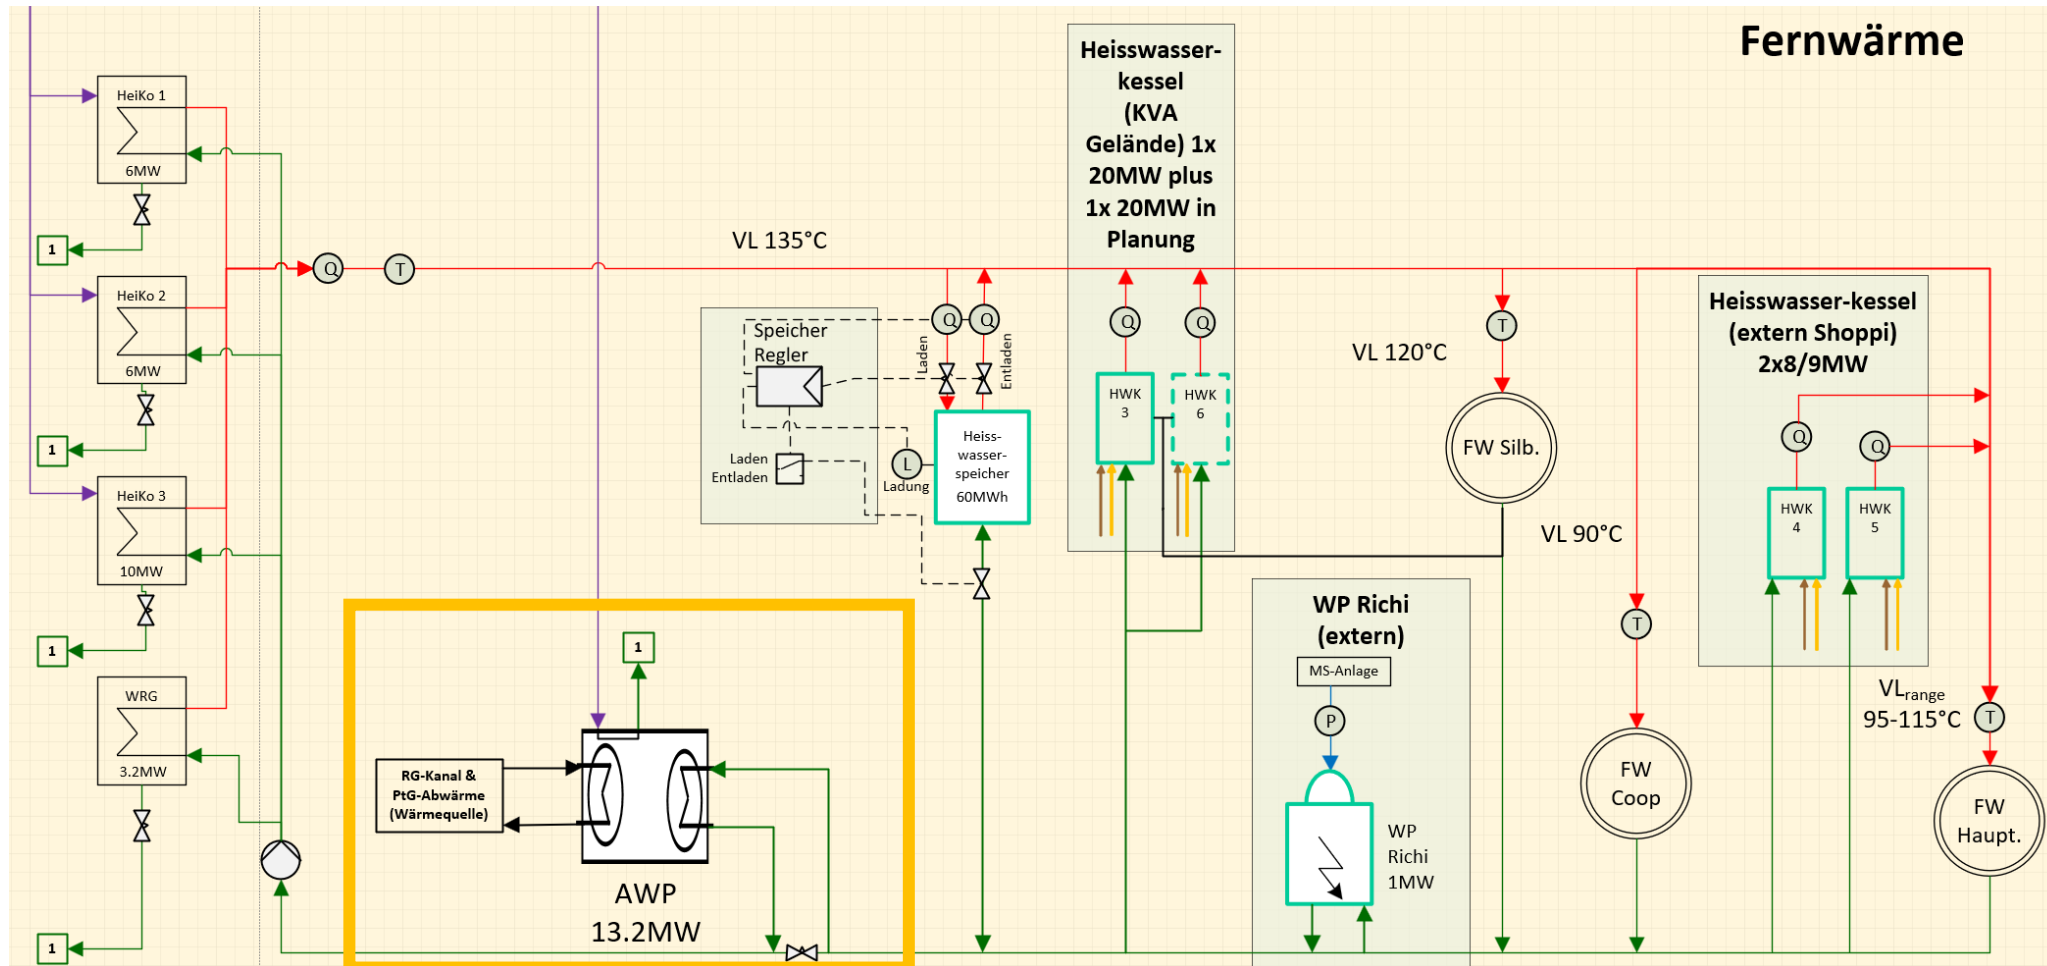 Fernwärme
HeiKo 1
6MW
1
HeiKo 2
6MW
1
HeiKo 3
10MW
1
WRG
3.2MW
1
Q
T
VL 135°C
Speicher
Regler
Laden
Entladen
Q
Q
Laden
Entladen
L
Ladung
Heiss-
wasser-
speicher
60MWh
Heisswasser-
kessel
(KVA
Gelände) 1x
20MW plus
1x 20MW in
Planung
Q
Q
HWK
3
HWK
6
VL 120°C
T
FW Silb.
VL 90°C
T
FW
Coop
Heisswasser-kessel
(extern Shoppi)
2x8/9MW
Q
Q
HWK
4
HWK
5
VLrange
95-115°C
T
FW
Haupt.
1
RG-Kanal &
PtG-Abwärme
(Wärmequelle)
AWP
13.2MW
WP Richi
(extern)
MS-Anlage
P
WP
Richi
1MW